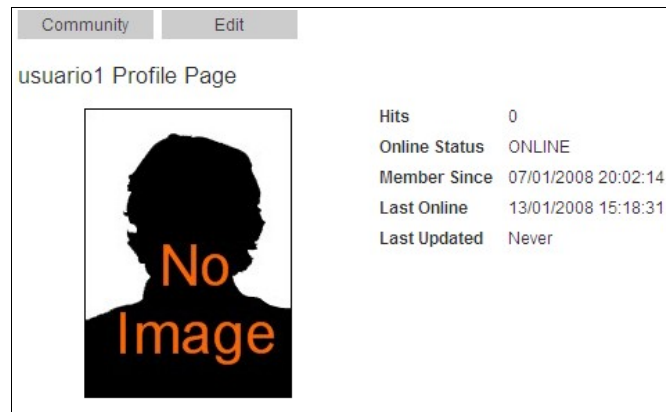 Community Edit
usuario1 Profile Page
No
Image
Hits 0
Online Status ONLINE
Member Since 07/01/2008 20:02:14
Last Online 13/01/2008 15:18:31
Last Updated Never